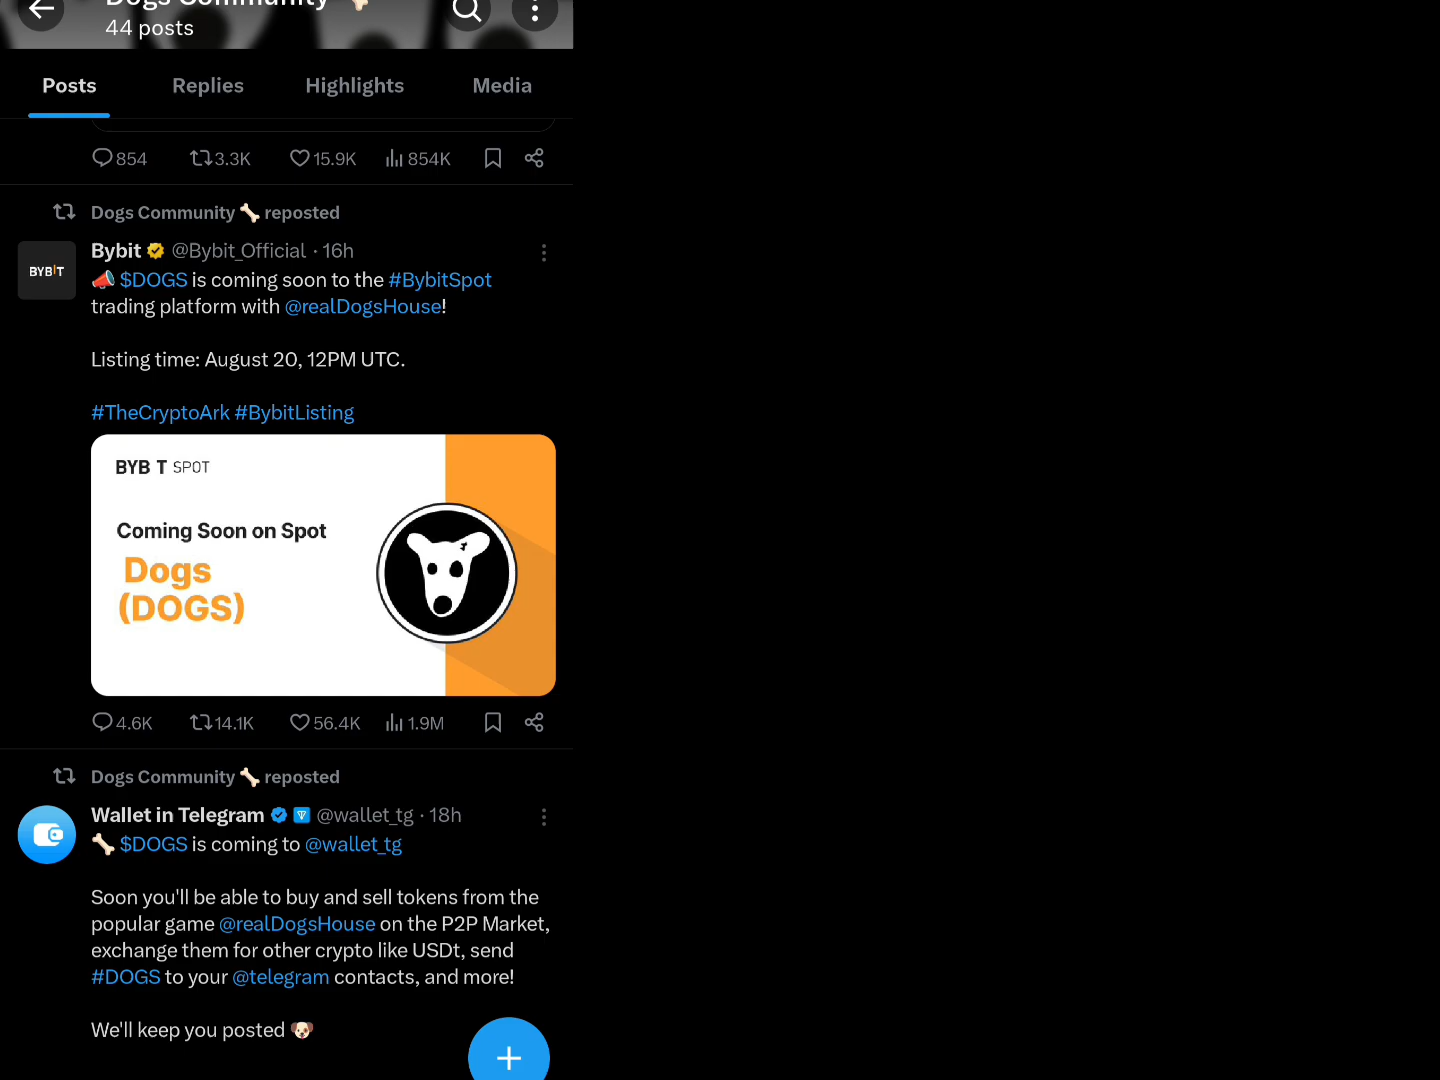 Dogs Community 🦴
44 posts
Posts Replies Highlights Media
854 3.3K 15.9K 854K
Dogs Community 🦴 reposted
Bybit @Bybit_Official · 16h
BYBIT
📣 $DOGS is coming soon to the #BybitSpot
trading platform with @realDogsHouse!
Listing time: August 20, 12PM UTC.
#TheCryptoArk #BybitListing
BYB T SPOT
Coming Soon on Spot
Dogs
(DOGS)
4.6K 14.1K 56.4K 1.9M
Dogs Community 🦴 reposted
Wallet in Telegram @wallet_tg · 18h
🦴 $DOGS is coming to @wallet_tg
Soon you'll be able to buy and sell tokens from the
popular game @realDogsHouse on the P2P Market,
exchange them for other crypto like USDt, send
#DOGS to your @telegram contacts, and more!
We'll keep you posted 🐶